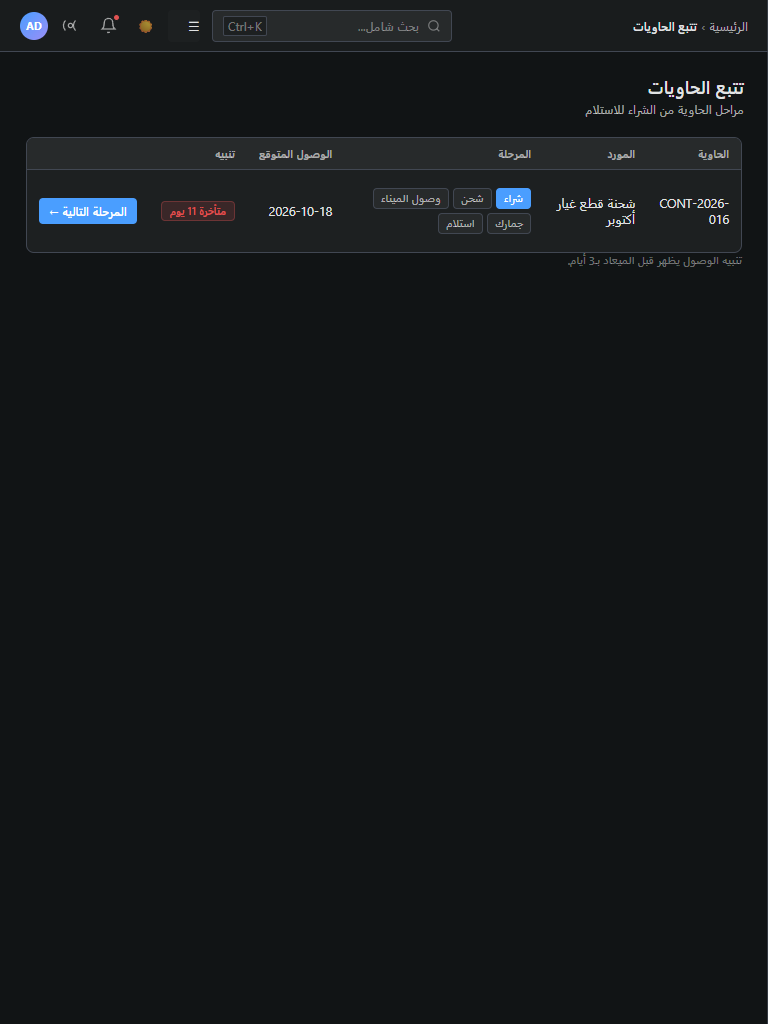 الرئيسية › تتبع الحاويات
بحث شامل... Ctrl+K
☰
AD
تتبع الحاويات
مراحل الحاوية من الشراء للاستلام
الحاوية المورد المرحلة الوصول المتوقع تنبيه
CONT-2026-016
شحنة قطع غيار أكتوبر
شراء شحن وصول الميناء
جمارك استلام
2026-10-18
متأخرة 11 يوم
المرحلة التالية ←
تنبيه الوصول يظهر قبل الميعاد بـ3 أيام.